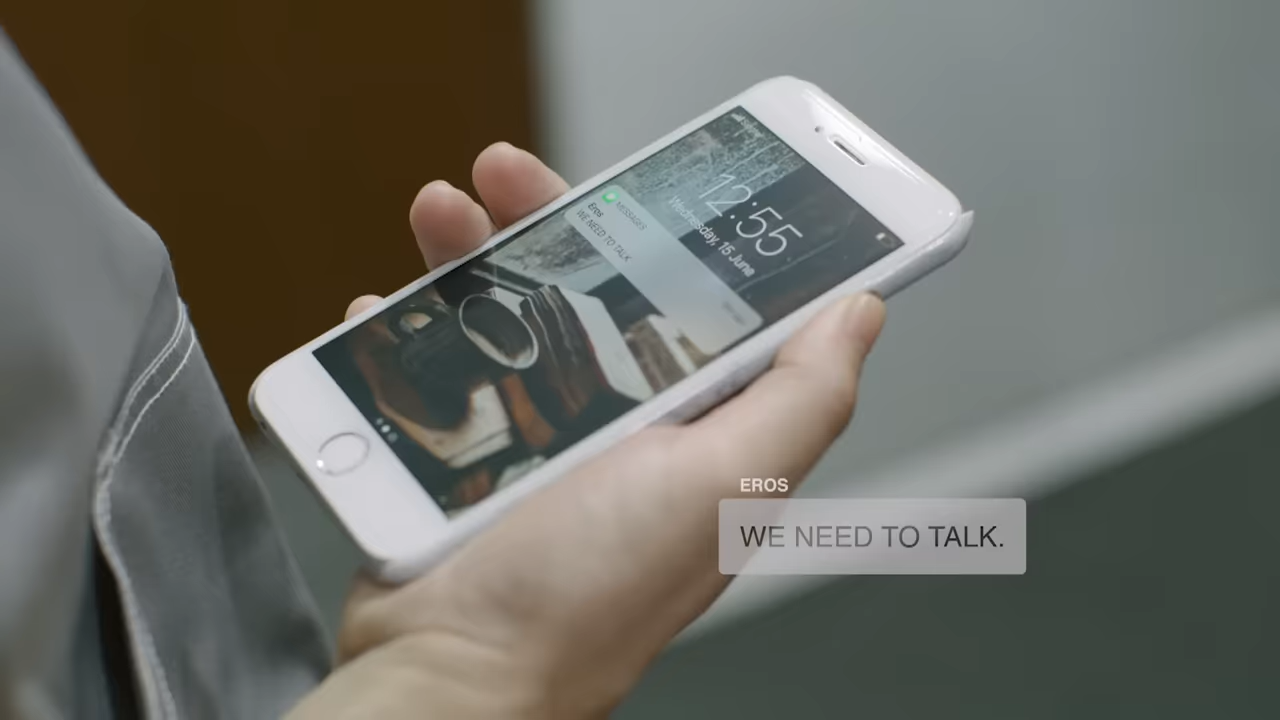 12:55
Wednesday, 15 June
MESSAGES
Eros
WE NEED TO TALK
EROS
WE NEED TO TALK.